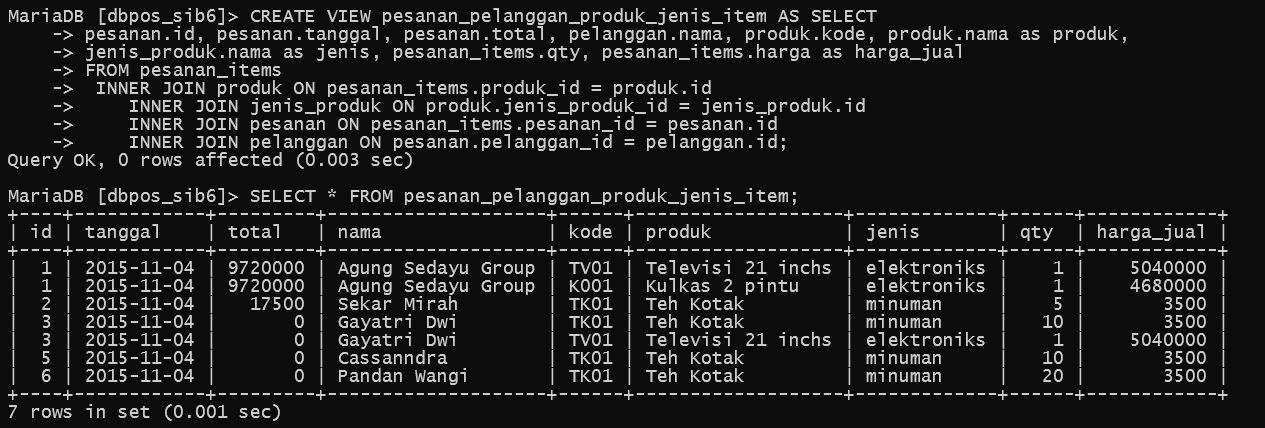 MariaDB [dbpos_sib6]> CREATE VIEW pesanan_pelanggan_produk_jenis_item AS SELECT
    -> pesanan.id, pesanan.tanggal, pesanan.total, pelanggan.nama, produk.kode, produk.nama as produk,
    -> jenis_produk.nama as jenis, pesanan_items.qty, pesanan_items.harga as harga_jual
    -> FROM pesanan_items
    ->  INNER JOIN produk ON pesanan_items.produk_id = produk.id
    ->     INNER JOIN jenis_produk ON produk.jenis_produk_id = jenis_produk.id
    ->     INNER JOIN pesanan ON pesanan_items.pesanan_id = pesanan.id
    ->     INNER JOIN pelanggan ON pesanan.pelanggan_id = pelanggan.id;
Query OK, 0 rows affected (0.003 sec)

MariaDB [dbpos_sib6]> SELECT * FROM pesanan_pelanggan_produk_jenis_item;
+----+------------+---------+--------------------+------+-------------------+-------------+------+------------+
| id | tanggal    | total   | nama               | kode | produk            | jenis       | qty  | harga_jual |
+----+------------+---------+--------------------+------+-------------------+-------------+------+------------+
|  1 | 2015-11-04 | 9720000 | Agung Sedayu Group | TV01 | Televisi 21 inchs | elektroniks |    1 |    5040000 |
|  1 | 2015-11-04 | 9720000 | Agung Sedayu Group | K001 | Kulkas 2 pintu    | elektroniks |    1 |    4680000 |
|  2 | 2015-11-04 |   17500 | Sekar Mirah        | TK01 | Teh Kotak         | minuman     |    5 |       3500 |
|  3 | 2015-11-04 |       0 | Gayatri Dwi        | TK01 | Teh Kotak         | minuman     |   10 |       3500 |
|  3 | 2015-11-04 |       0 | Gayatri Dwi        | TV01 | Televisi 21 inchs | elektroniks |    1 |    5040000 |
|  5 | 2015-11-04 |       0 | Cassanndra         | TK01 | Teh Kotak         | minuman     |   10 |       3500 |
|  6 | 2015-11-04 |       0 | Pandan Wangi       | TK01 | Teh Kotak         | minuman     |   20 |       3500 |
+----+------------+---------+--------------------+------+-------------------+-------------+------+------------+
7 rows in set (0.001 sec)